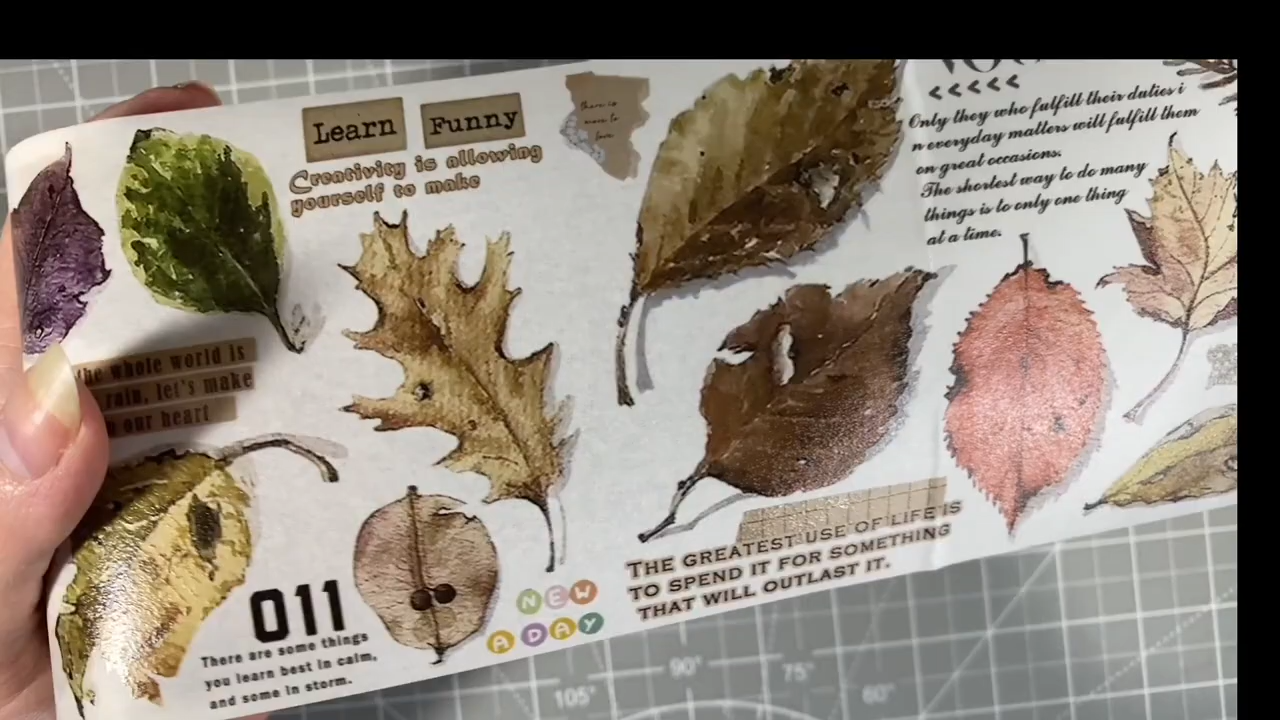 Learn
Funny
Creativity is allowing
yourself to make
there is
love
Only they who fulfill their duties i
n everyday matters will fulfill them
on great occasions.
The shortest way to do many
things is to only one thing
at a time.
the whole world is
rain, let's make
our heart
011
There are some things
you learn best in calm,
and some in storm.
NEW
A DAY
THE GREATEST USE OF LIFE IS
TO SPEND IT FOR SOMETHING
THAT WILL OUTLAST IT.
105°
90°
75°
60°